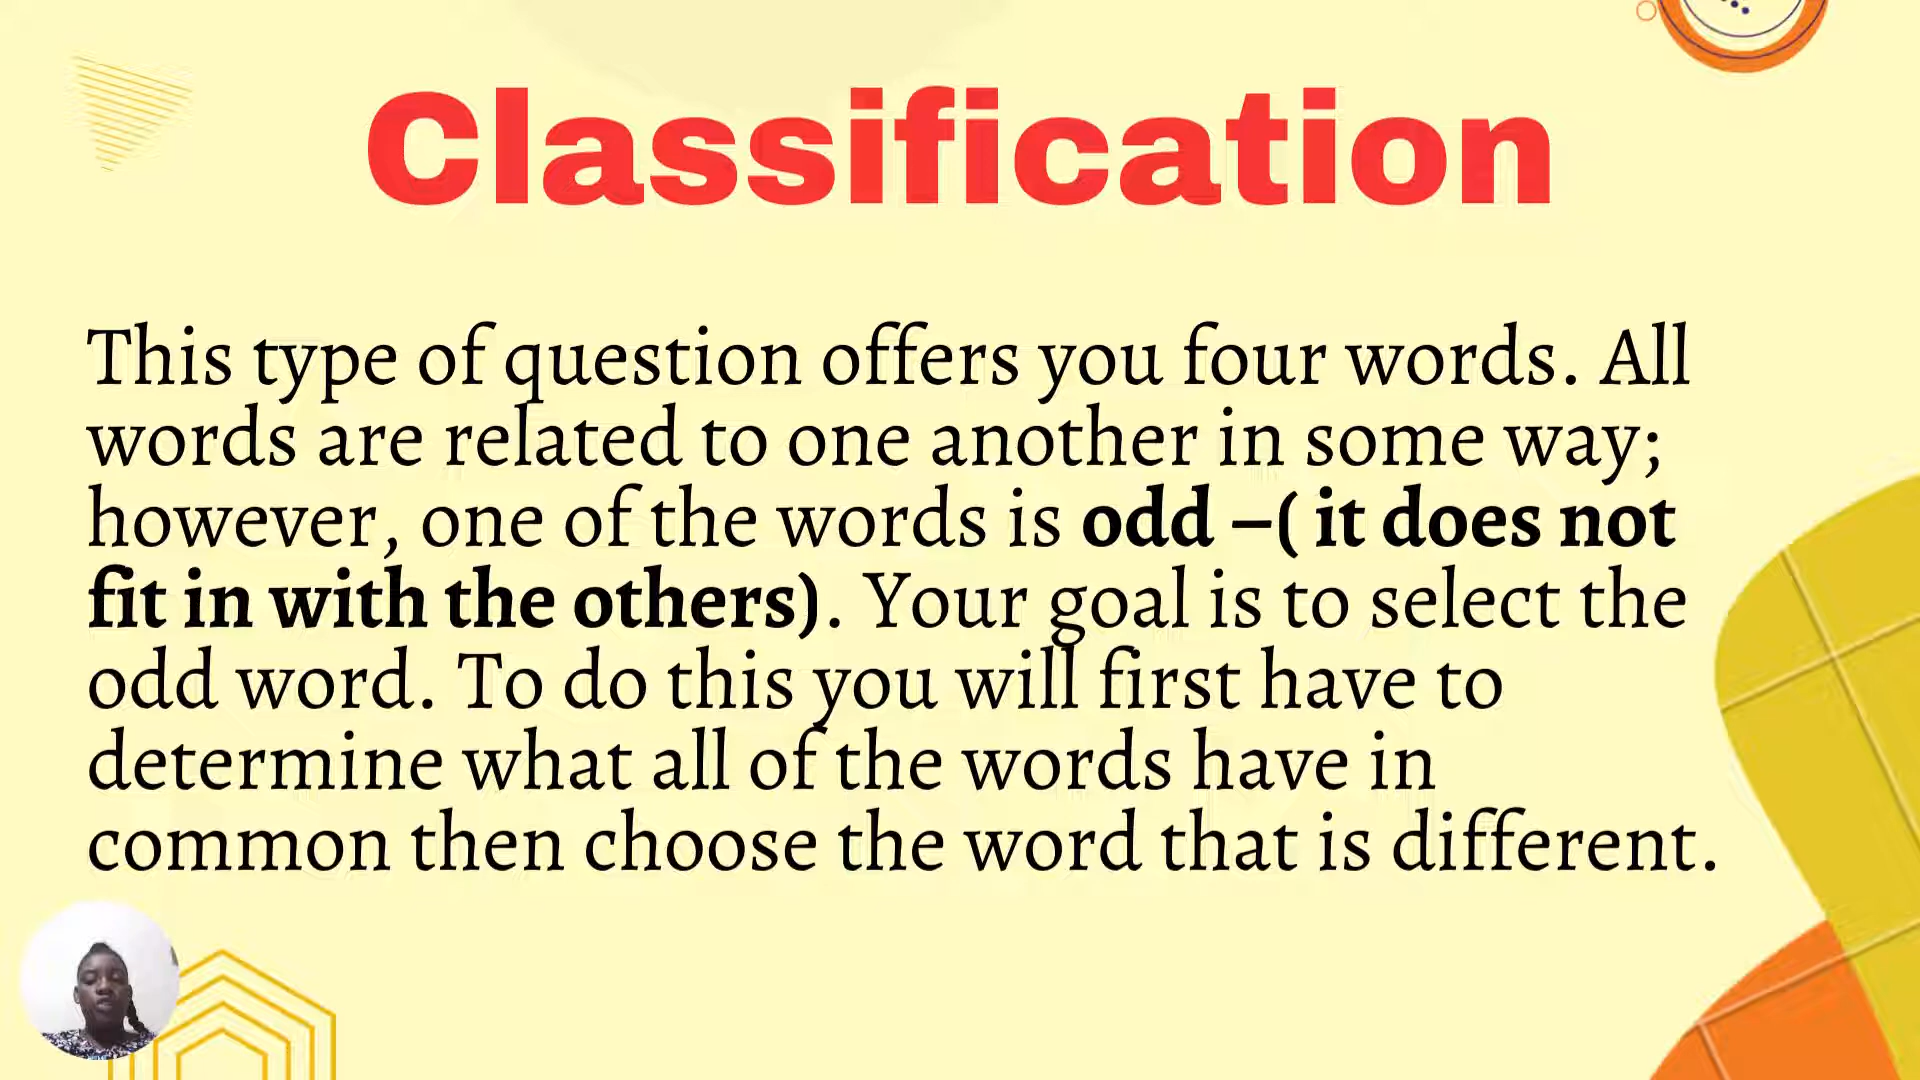 Classification
This type of question offers you four words. All
words are related to one another in some way;
however, one of the words is odd –( it does not
fit in with the others). Your goal is to select the
odd word. To do this you will first have to
determine what all of the words have in
common then choose the word that is different.